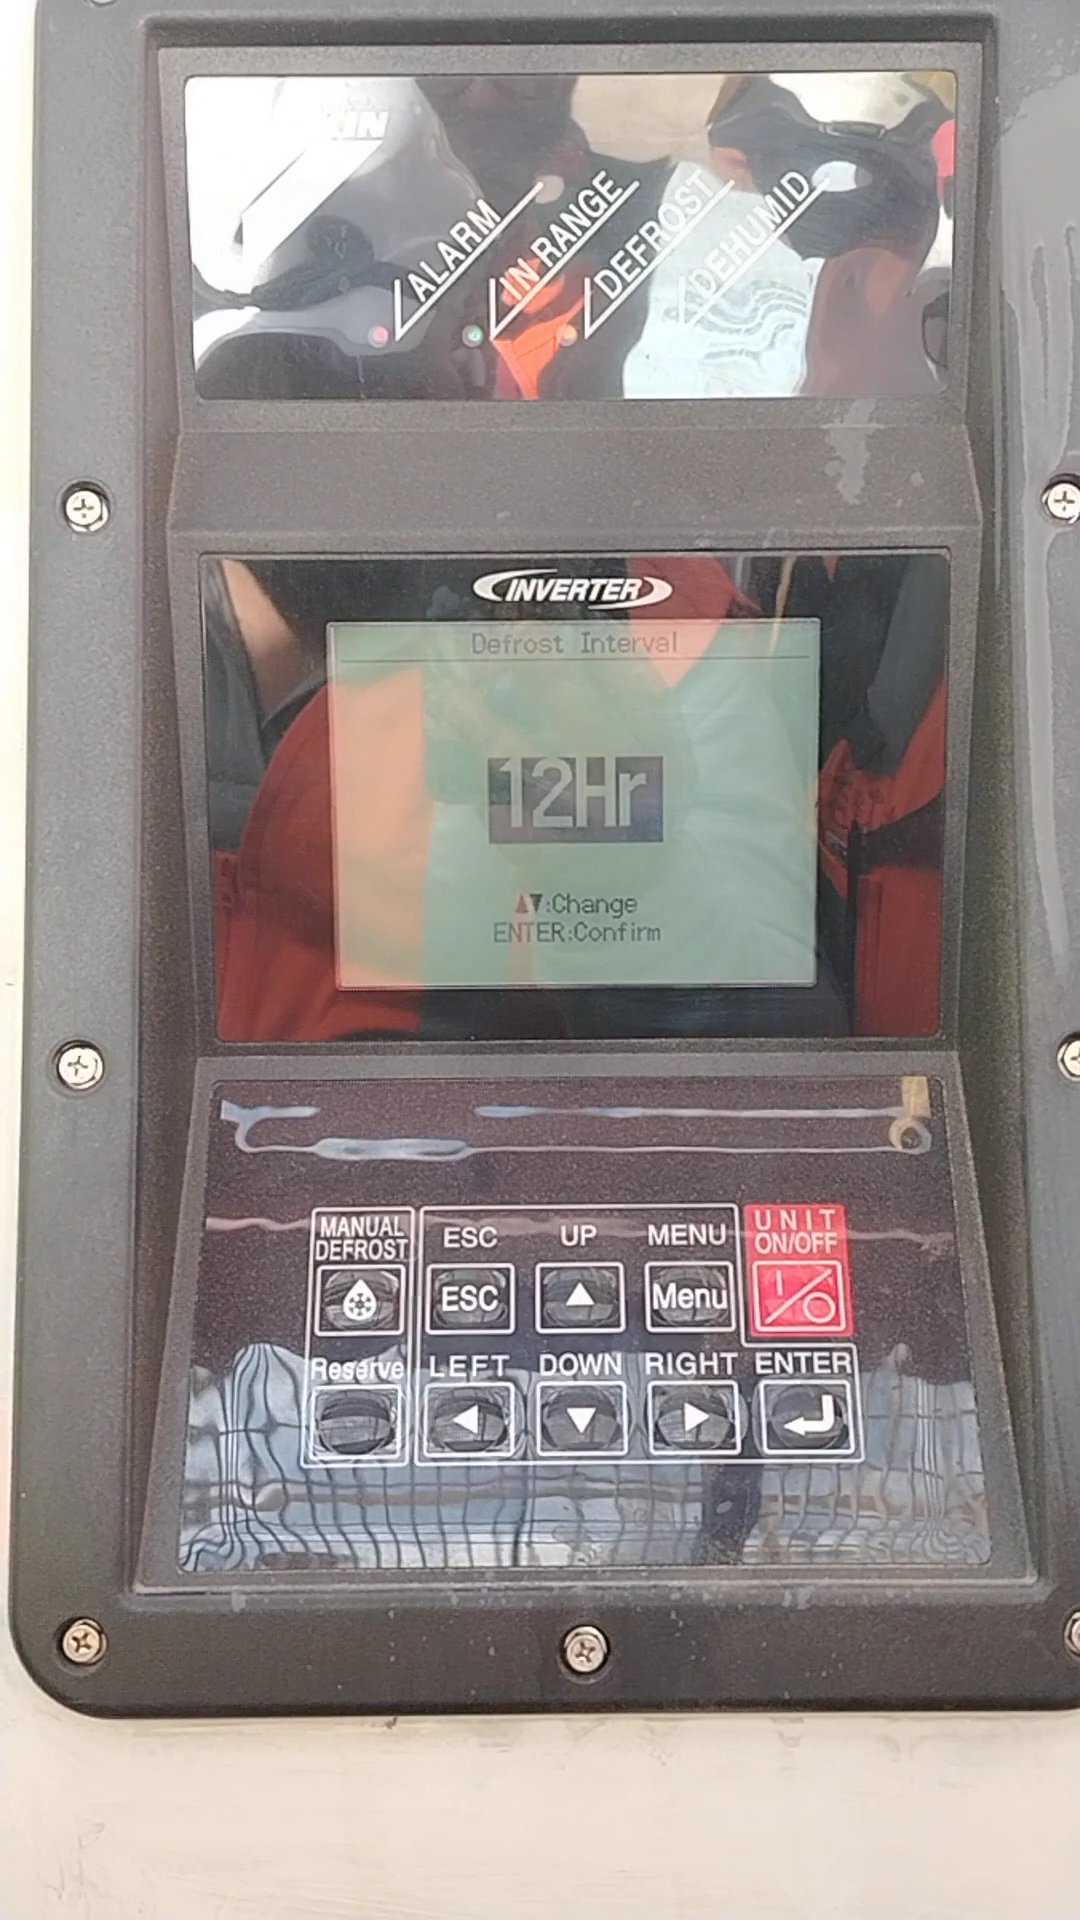 ALARM
IN RANGE
DEFROST
DEHUMID
INVERTER
Defrost Interval
12Hr
▲▼:Change
ENTER:Confirm
MANUAL
DEFROST
ESC
UP
MENU
UNIT
ON/OFF
ESC
Menu
Reserve
LEFT
DOWN
RIGHT
ENTER